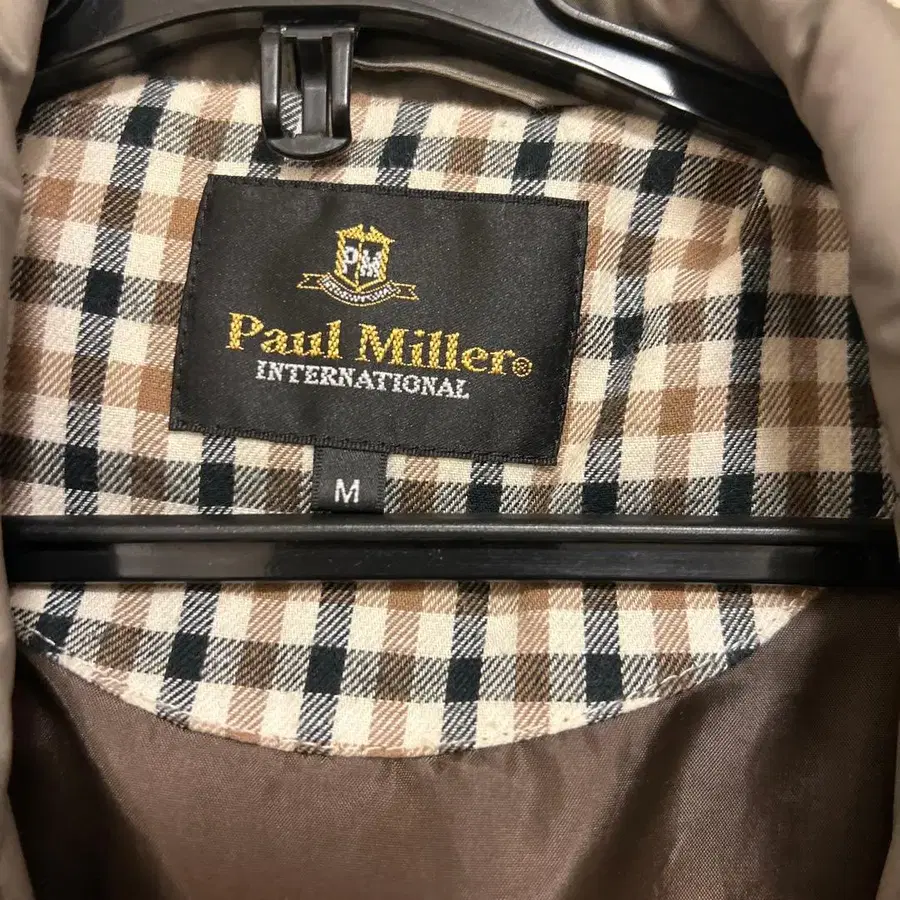 PM
Paul Miller®
INTERNATIONAL
M